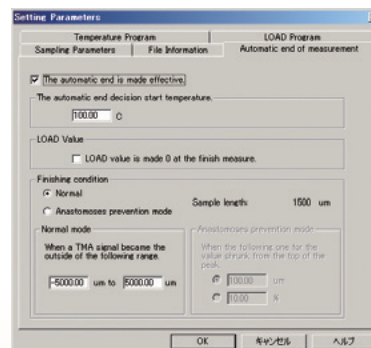 Setting Parameters
Temperature Program
LOAD Program
Sampling Parameters
File Information
Automatic end of measurement
The automatic end is made effective.
The automatic end decision start temperature.
100.00 C
LOAD Value
LOAD value is made 0 at the finish measure.
Finishing condition
Normal
Anastomoses prevention mode
Sample length: 1500 um
Normal mode
When a TMA signal became the
outside of the following range.
-5000.00 um to 5000.00 um
Anastomoses prevention mode
When the following one for the
value shrunk from the top of the
peak.
100.00 um
10.00 %
OK
キャンセル
ヘルプ